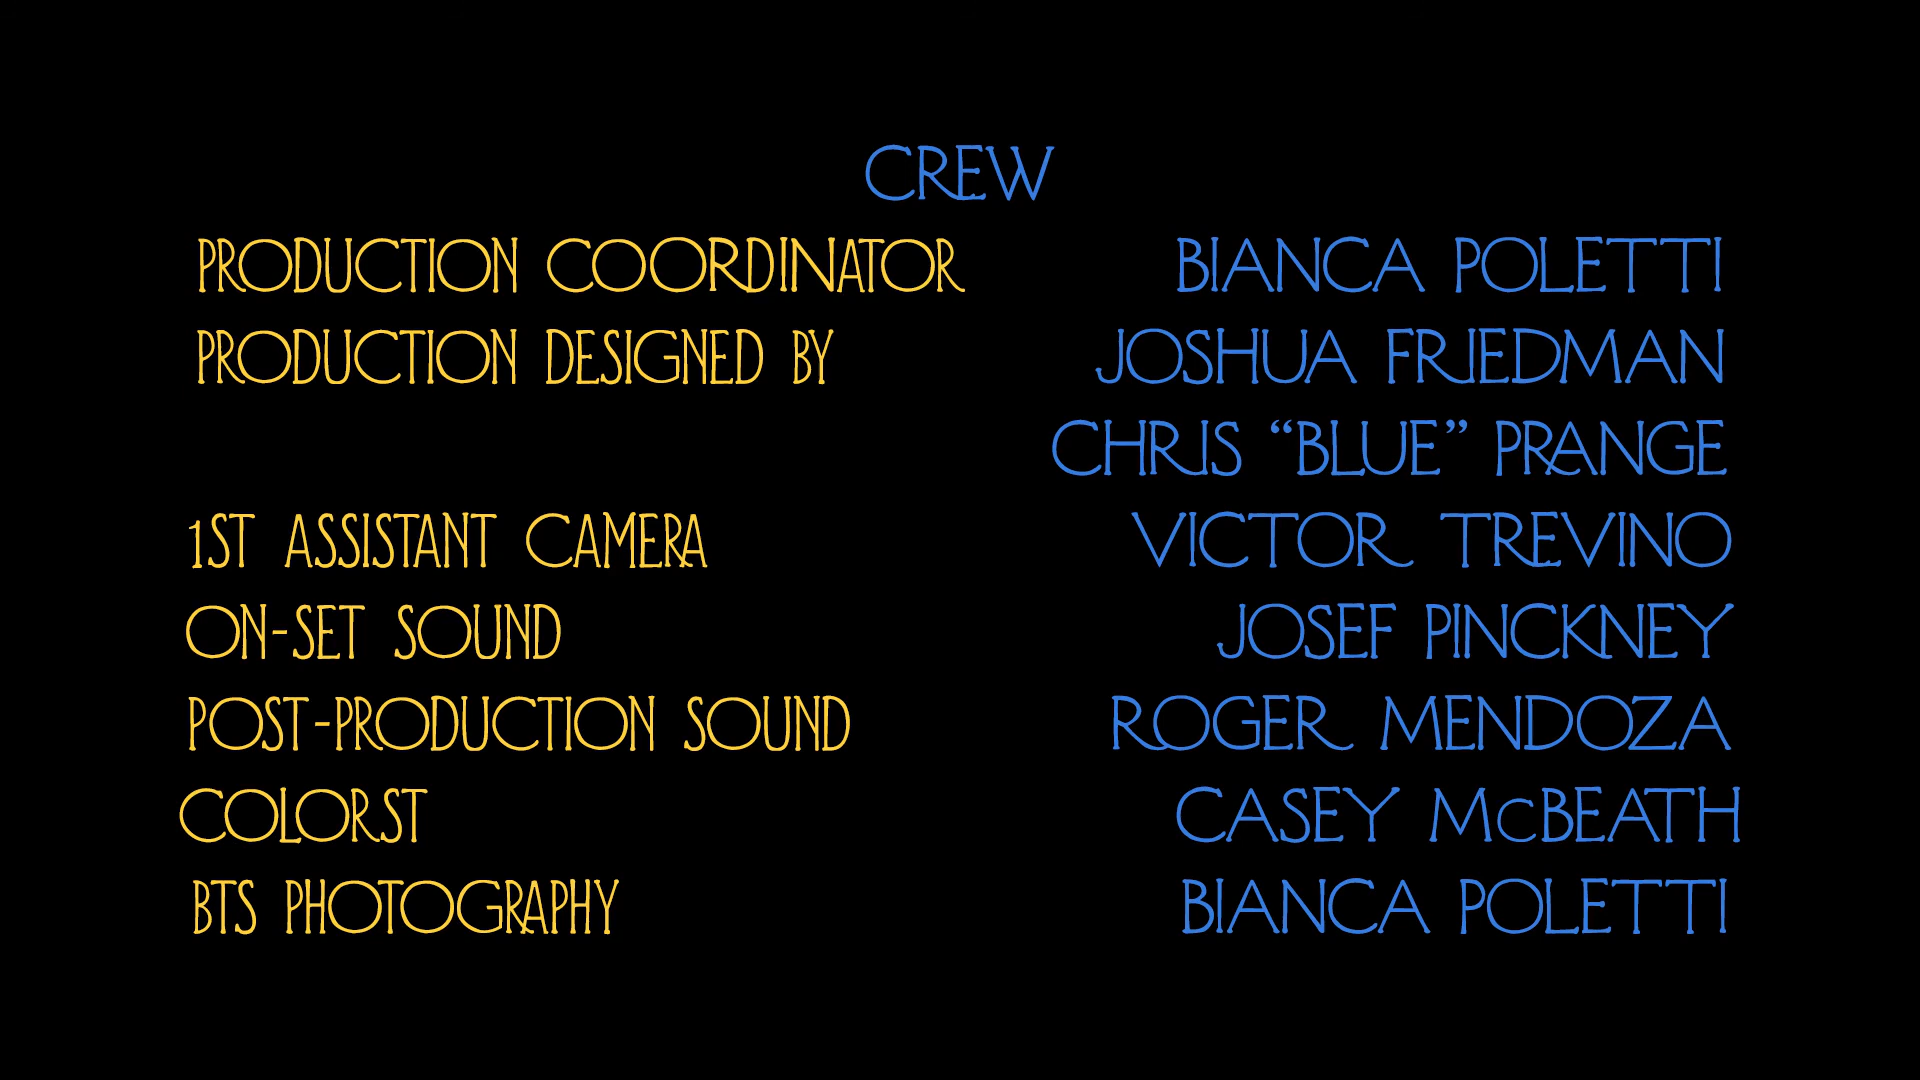 CREW
PRODUCTION COORDINATOR BIANCA POLETTI
PRODUCTION DESIGNED BY JOSHUA FRIEDMAN
CHRIS “BLUE” PRANGE
1ST ASSISTANT CAMERA VICTOR TREVINO
ON-SET SOUND JOSEF PINCKNEY
POST-PRODUCTION SOUND ROGER MENDOZA
COLORST CASEY McBEATH
BTS PHOTOGRAPHY BIANCA POLETTI